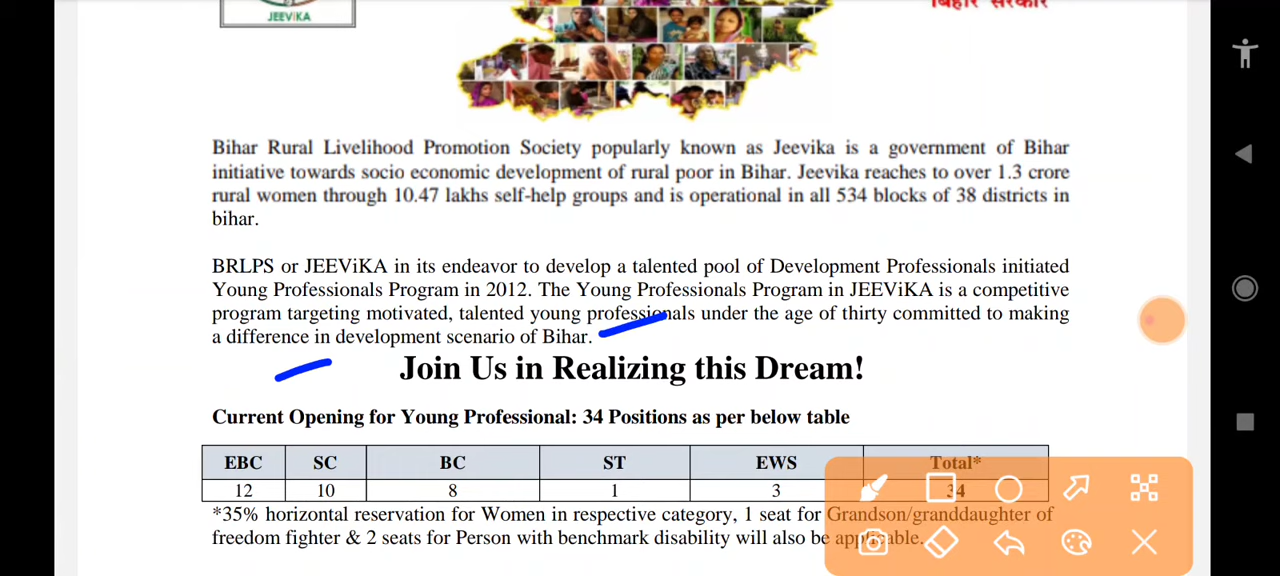 JEEViKA
बिहार सरकार
Bihar Rural Livelihood Promotion Society popularly known as Jeevika is a government of Bihar
initiative towards socio economic development of rural poor in Bihar. Jeevika reaches to over 1.3 crore
rural women through 10.47 lakhs self-help groups and is operational in all 534 blocks of 38 districts in
bihar.
BRLPS or JEEViKA in its endeavor to develop a talented pool of Development Professionals initiated
Young Professionals Program in 2012. The Young Professionals Program in JEEViKA is a competitive
program targeting motivated, talented young professionals under the age of thirty committed to making
a difference in development scenario of Bihar.
Join Us in Realizing this Dream!
Current Opening for Young Professional: 34 Positions as per below table
EBC SC BC ST EWS Total*
12 10 8 1 3 34
*35% horizontal reservation for Women in respective category, 1 seat for Grandson/granddaughter of
freedom fighter & 2 seats for Person with benchmark disability will also be applicable.